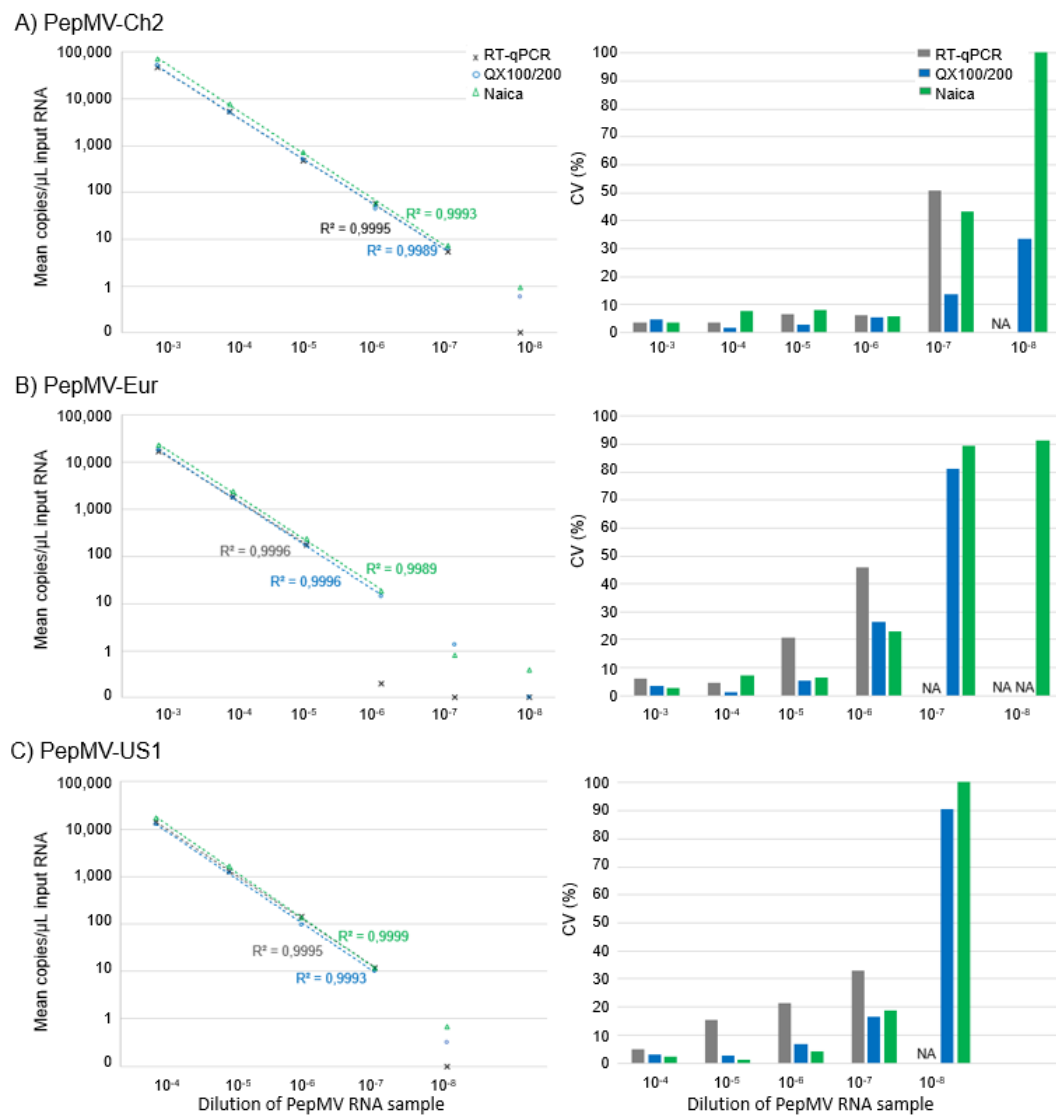 A) PepMV-Ch2
100,000
10,000
1,000
100
10
1
0
Mean copies/µL input RNA
RT-qPCR
QX100/200
Naica
R² = 0,9993
R² = 0,9995
R² = 0,9989
10-3 10-4 10-5 10-6 10-7 10-8
100
90
80
70
60
50
40
30
20
10
0
CV (%)
RT-qPCR
QX100/200
Naica
NA
10-3 10-4 10-5 10-6 10-7 10-8
B) PepMV-Eur
100,000
10,000
1,000
100
10
1
0
Mean copies/µL input RNA
R² = 0,9996
R² = 0,9989
R² = 0,9996
10-3 10-4 10-5 10-6 10-7 10-8
100
90
80
70
60
50
40
30
20
10
0
CV (%)
NA NA NA
10-3 10-4 10-5 10-6 10-7 10-8
C) PepMV-US1
100,000
10,000
1,000
100
10
1
0
Mean copies/µL input RNA
R² = 0,9999
R² = 0,9995
R² = 0,9993
10-4 10-5 10-6 10-7 10-8
Dilution of PepMV RNA sample
100
90
80
70
60
50
40
30
20
10
0
CV (%)
NA
10-4 10-5 10-6 10-7 10-8
Dilution of PepMV RNA sample